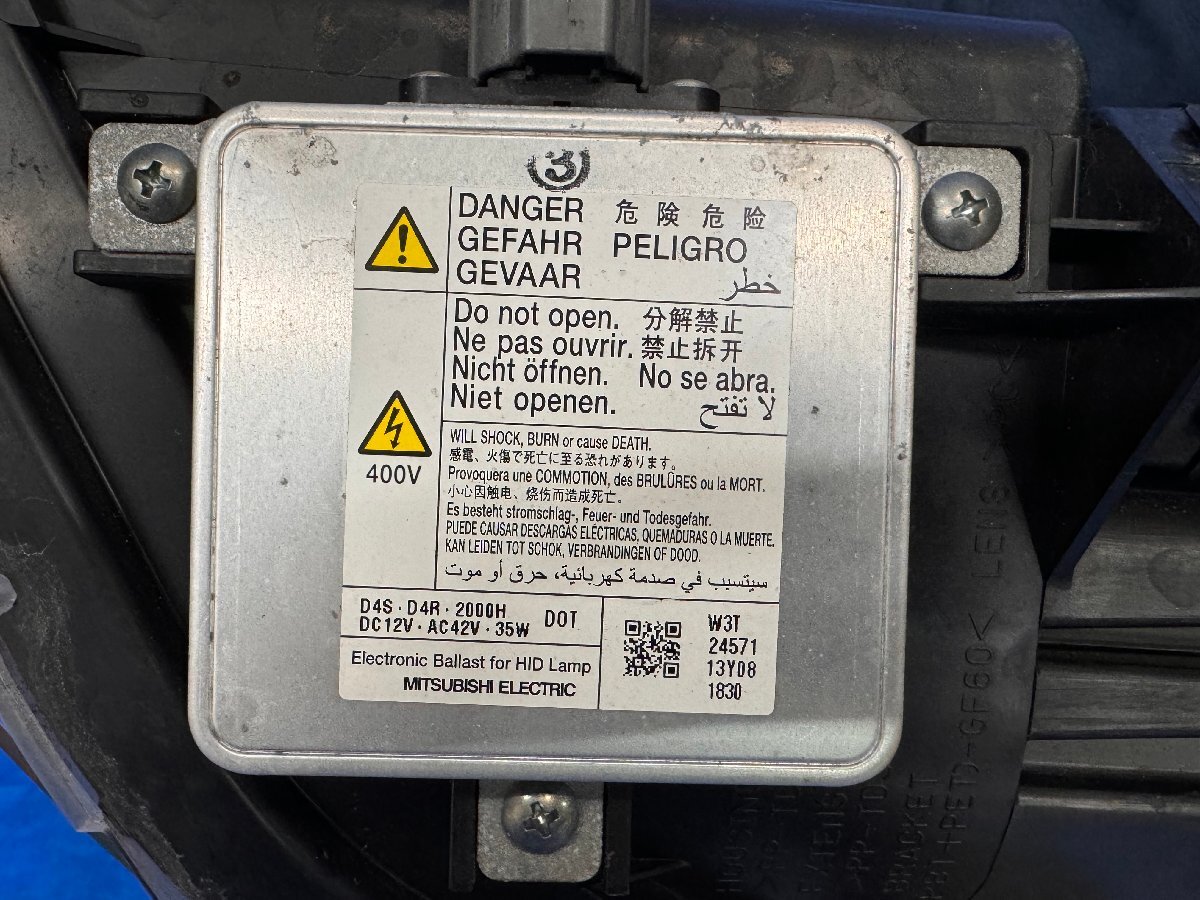 3
DANGER 危険 危险
GEFAHR PELIGRO
GEVAAR خطر
Do not open. 分解禁止
Ne pas ouvrir. 禁止拆开
Nicht öffnen. No se abra.
Niet openen. لا تفتح
400V
WILL SHOCK, BURN or cause DEATH.
感電、火傷で死亡に至る恐れがあります。
Provoquera une COMMOTION, des BRULÛRES ou la MORT.
小心因触电、烧伤而造成死亡。
Es besteht stromschlag-, Feuer- und Todesgefahr.
PUEDE CAUSAR DESCARGAS ELÉCTRICAS, QUEMADURAS O LA MUERTE.
KAN LEIDEN TOT SCHOK, VERBRANDINGEN OF DOOD.
سيتسبب في صدمة كهربائية، حرق أو موت
D4S · D4R · 2000H DOT
DC12V · AC42V · 35W
Electronic Ballast for HID Lamp
MITSUBISHI ELECTRIC
W3T
24571
13Y08
1830
LENS
-GF60<
BRACKET